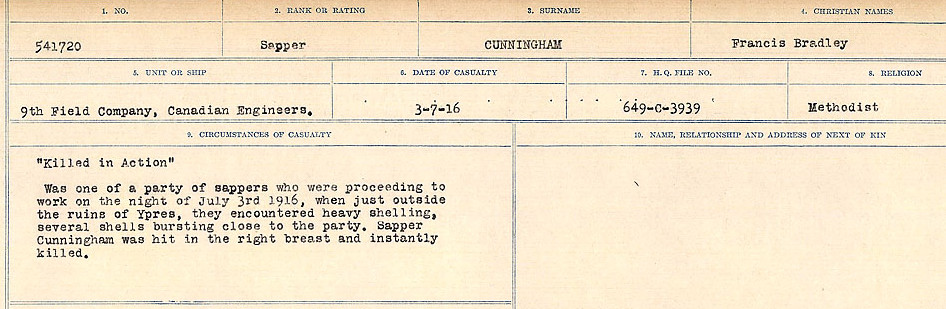 1. NO. 2. RANK OR RATING 3. SURNAME 4. CHRISTIAN NAMES
541720 Sapper CUNNINGHAM Francis Bradley
5. UNIT OR SHIP 6. DATE OF CASUALTY 7. H.Q. FILE NO. 8. RELIGION
9th Field Company, Canadian Engineers. 3-7-16 649-C-3939 Methodist
9. CIRCUMSTANCES OF CASUALTY 10. NAME, RELATIONSHIP AND ADDRESS OF NEXT OF KIN
"Killed in Action"
Was one of a party of sappers who were proceeding to
work on the night of July 3rd 1916, when just outside
the ruins of Ypres, they encountered heavy shelling,
several shells bursting close to the party. Sapper
Cunningham was hit in the right breast and instantly
killed.